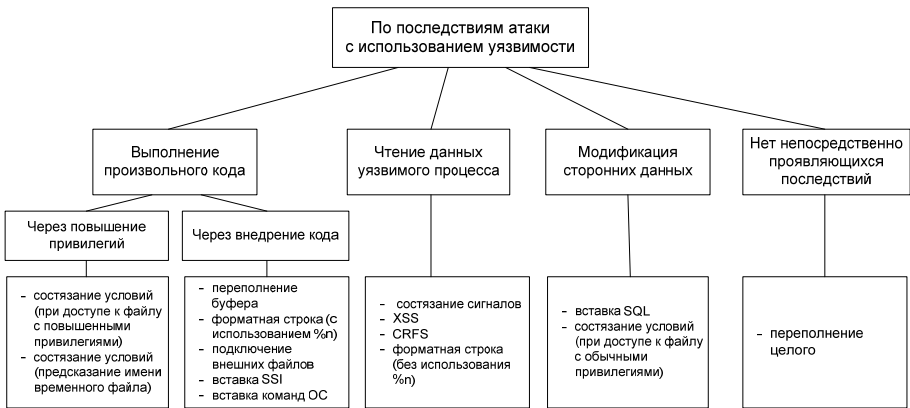 По последствиям атаки
с использованием уязвимости
Выполнение
произвольного кода
Чтение данных
уязвимого процесса
Модификация
сторонних данных
Нет непосредственно
проявляющихся
последствий
Через повышение
привилегий
Через внедрение кода
- состязание условий
(при доступе к файлу
с повышенными
привилегиями)
- состязание условий
(предсказание имени
временного файла)
- переполнение
буфера
- форматная строка (с
использованием %n)
- подключение
внешних файлов
- вставка SSI
- вставка команд ОС
- состязание сигналов
- XSS
- CRFS
- форматная строка
(без использования
%n)
- вставка SQL
- состязание условий
(при доступе к файлу
с обычными
привилегиями)
- переполнение
целого